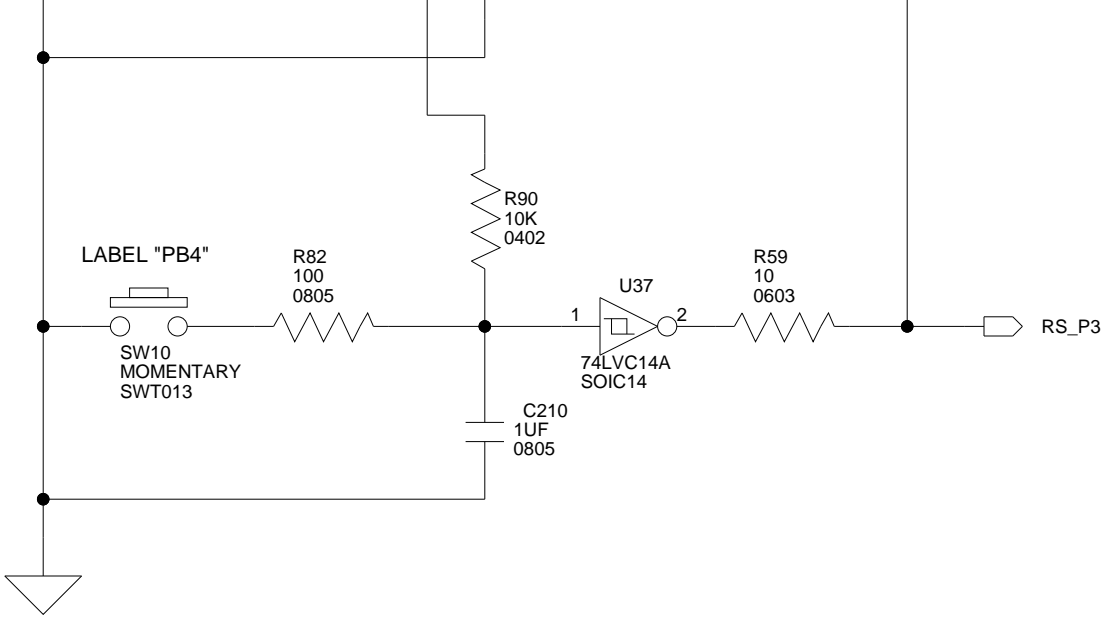 R90
10K
0402
LABEL "PB4"
R82
100
0805
SW10
MOMENTARY
SWT013
U37
1
2
74LVC14A
SOIC14
R59
10
0603
RS_P3
C210
1UF
0805